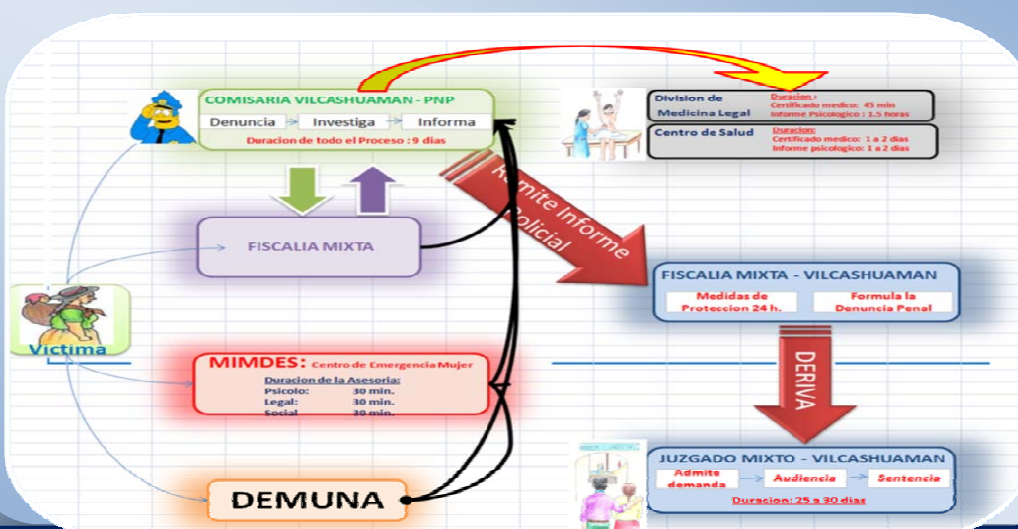 COMISARIA VILCASHUAMAN - PNP
Denuncia
Investiga
Informa
Duracion de todo el Proceso : 9 dias
Division de
Medicina Legal
Duracion :
Certificado medico: 45 min
Informe Psicologico : 1.5 horas
Centro de Salud
Duracion:
Certificado medico: 1 a 2 dias
Informe psicologico: 1 a 2 dias
Remite Informe
Policial
FISCALIA MIXTA
FISCALIA MIXTA - VILCASHUAMAN
Medidas de
Proteccion 24 h.
Formula la
Denuncia Penal
Victima
MIMDES: Centro de Emergencia Mujer
Duracion de la Asesoria:
Psicolo: 30 min.
Legal: 30 min.
Social 30 min.
DERIVA
JUZGADO MIXTO - VILCASHUAMAN
Admite
demanda
Audiencia
Sentencia
Duracion: 25 a 30 dias
DEMUNA